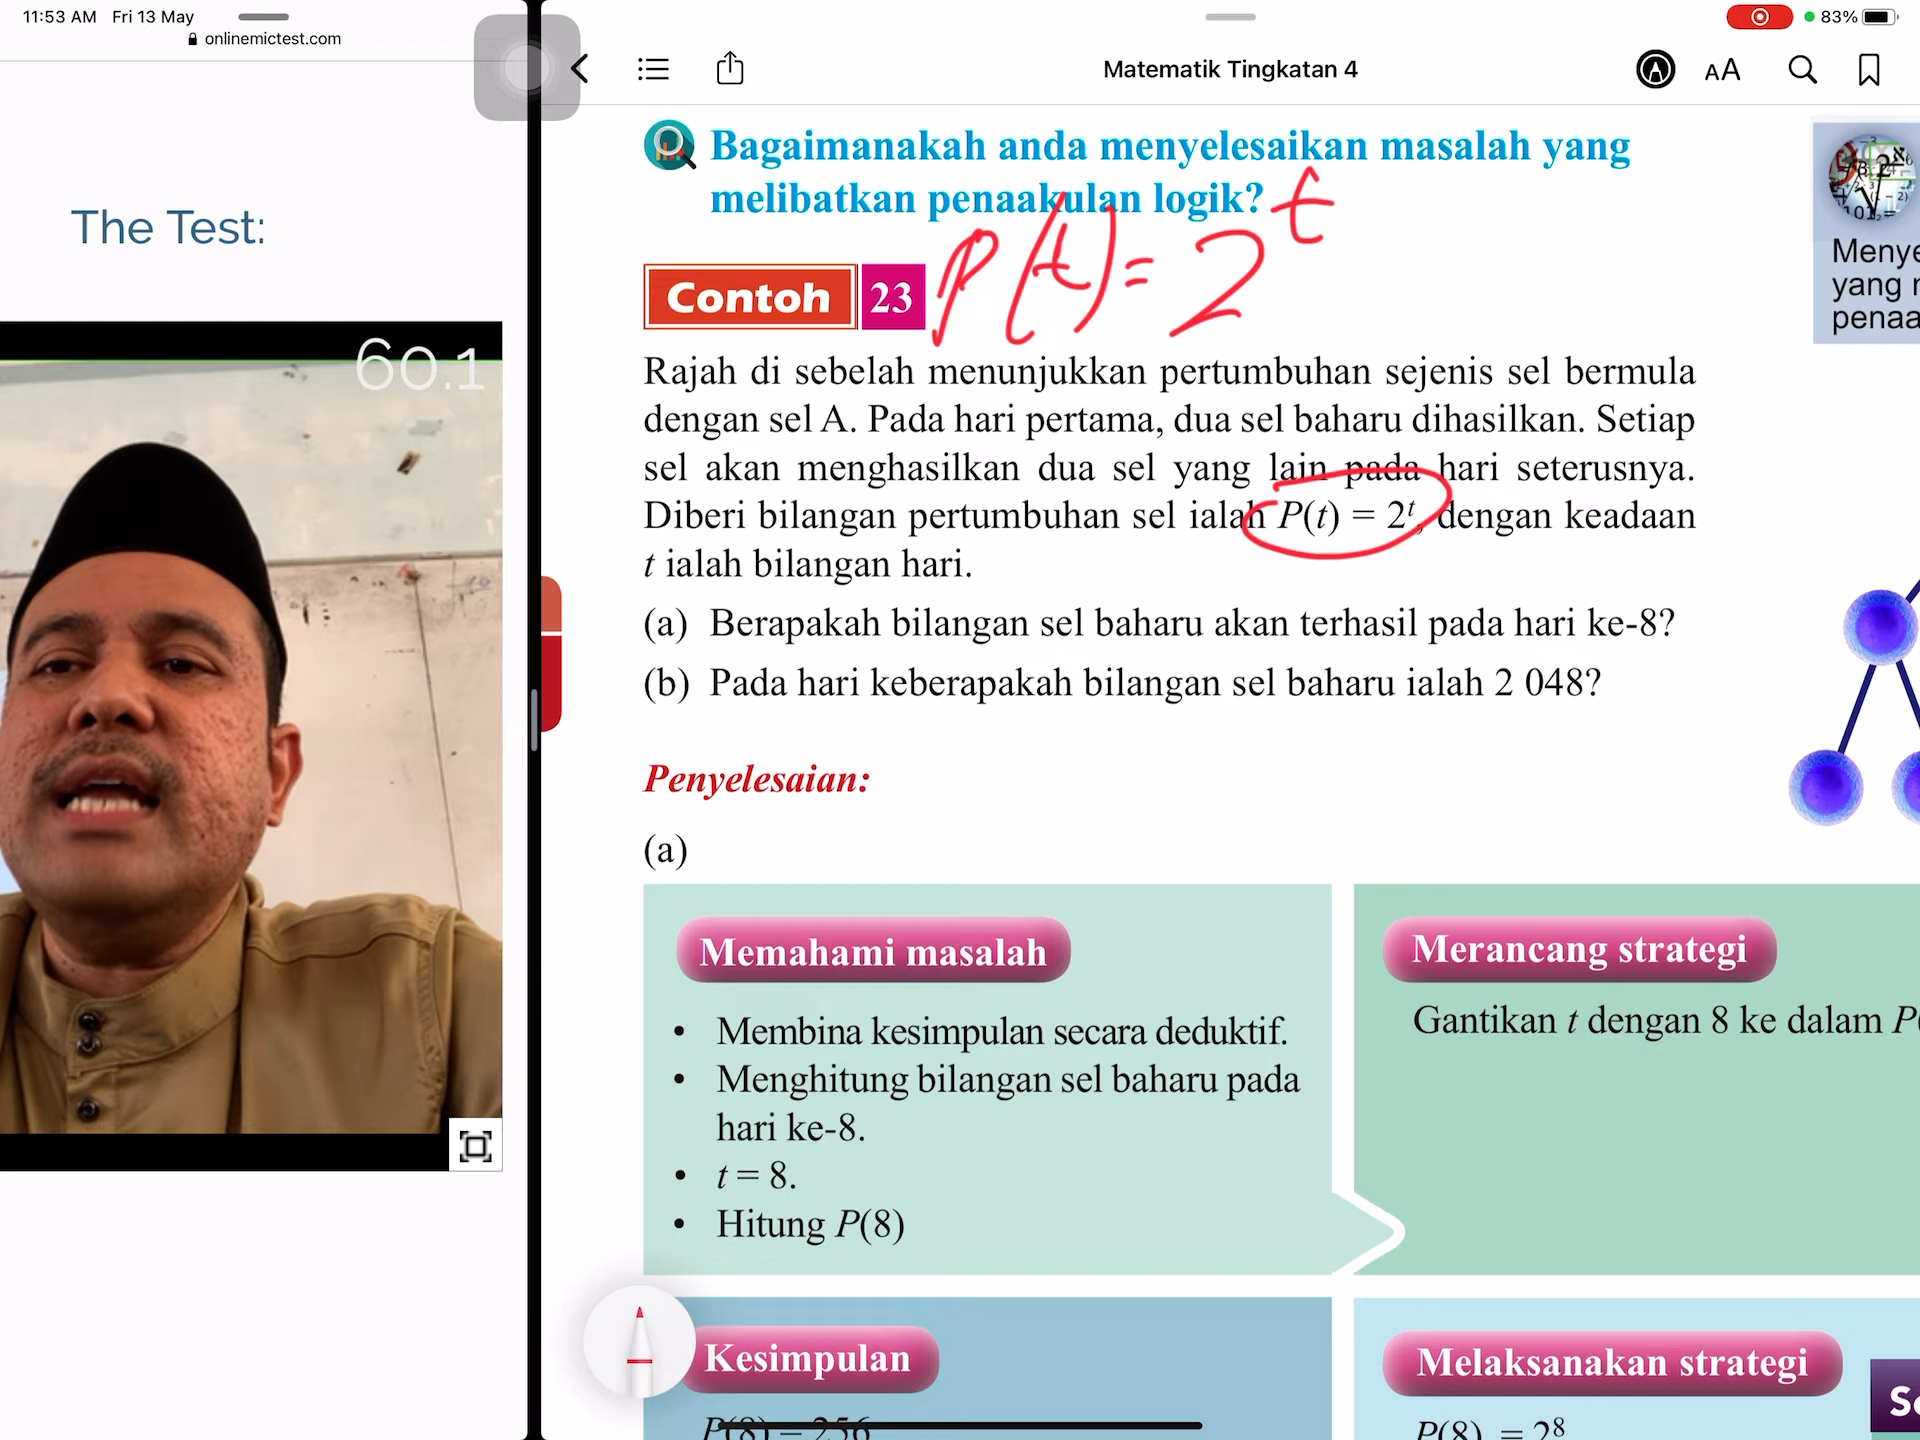 11:53 AM Fri 13 May
onlinemictest.com
83%
The Test:
60.1
Matematik Tingkatan 4
AA
Bagaimanakah anda menyelesaikan masalah yang
melibatkan penaakulan logik?
P(t) = 2^t
Contoh 23
Rajah di sebelah menunjukkan pertumbuhan sejenis sel bermula
dengan sel A. Pada hari pertama, dua sel baharu dihasilkan. Setiap
sel akan menghasilkan dua sel yang lain pada hari seterusnya.
Diberi bilangan pertumbuhan sel ialah P(t) = 2^t, dengan keadaan
t ialah bilangan hari.
(a) Berapakah bilangan sel baharu akan terhasil pada hari ke-8?
(b) Pada hari keberapakah bilangan sel baharu ialah 2 048?
Menye
yang
penaa
Penyelesaian:
(a)
Memahami masalah
• Membina kesimpulan secara deduktif.
• Menghitung bilangan sel baharu pada
hari ke-8.
• t = 8.
• Hitung P(8)
Merancang strategi
Gantikan t dengan 8 ke dalam P(
Kesimpulan
P(8) = 256
Melaksanakan strategi
P(8) = 2^8